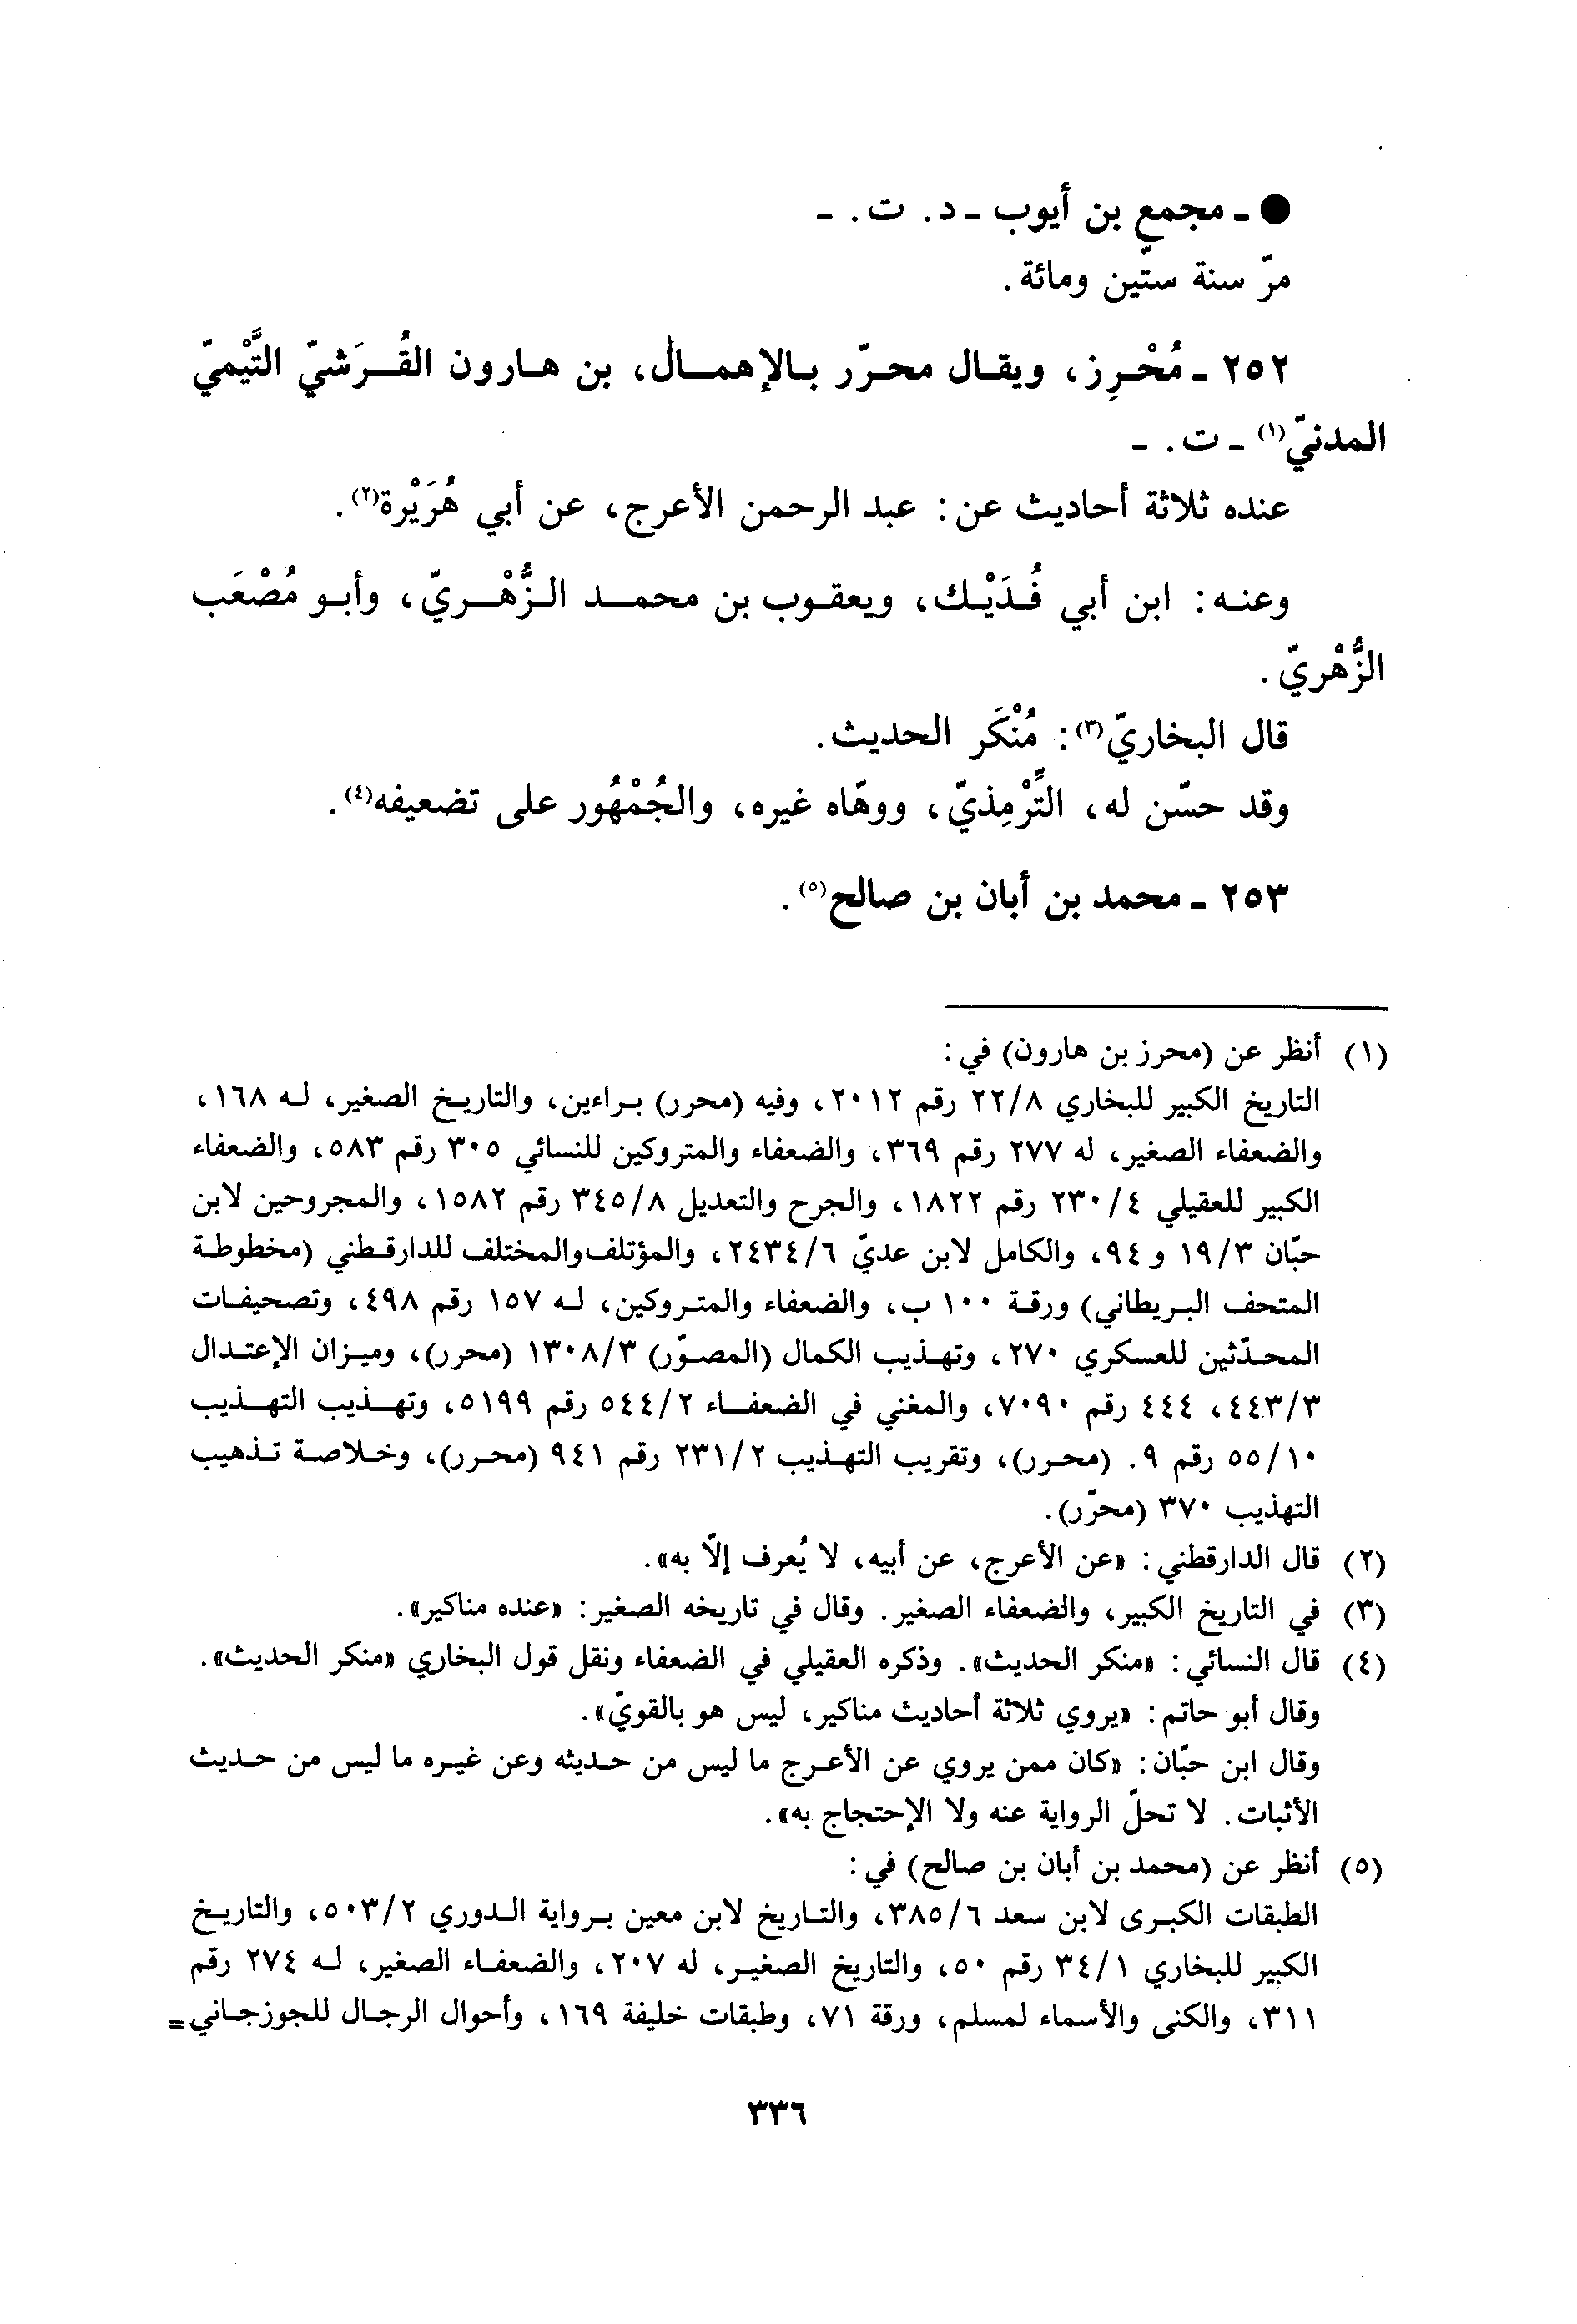 ● ـ مجمع بن أيوب ـ د. ت. ـ
مرّ سنة ستّين ومائة.
٢٥٢ ـ مُحْرِز، ويقال محرّر بالإهمال، بن هارون القُرَشيّ التَّيْميّ
المدنيّ(١) ـ ت. ـ
عنده ثلاثة أحاديث عن: عبد الرحمن الأعرج، عن أبي هُرَيْرة(٢).
وعنه: ابن أبي فُدَيْك، ويعقوب بن محمد الزُّهْريّ، وأبو مُصْعَب
الزُّهْريّ.
قال البخاريّ(٣): مُنْكَر الحديث.
وقد حسّن له، التِّرْمِذيّ، ووهّاه غيره، والجُمْهُور على تضعيفه(٤).
٢٥٣ ـ محمد بن أبان بن صالح(٥).
(١) أنظر عن (محرز بن هارون) في:
التاريخ الكبير للبخاري ٢٢/٨ رقم ٢٠١٢، وفيه (محرر) براءين، والتاريخ الصغير، له ١٦٨،
والضعفاء الصغير، له ٢٧٧ رقم ٣٦٩، والضعفاء والمتروكين للنسائي ٣٠٥ رقم ٥٨٣، والضعفاء
الكبير للعقيلي ٢٣٠/٤ رقم ١٨٢٢، والجرح والتعديل ٣٤٥/٨ رقم ١٥٨٢، والمجروحين لابن
حبّان ١٩/٣ و ٩٤، والكامل لابن عديّ ٢٤٣٤/٦، والمؤتلف والمختلف للدارقطني (مخطوطة
المتحف البريطاني) ورقة ١٠٠ ب، والضعفاء والمتروكين، له ١٥٧ رقم ٤٩٨، وتصحيفات
المحدّثين للعسكري ٢٧٠، وتهذيب الكمال (المصوّر) ١٣٠٨/٣ (محرر)، وميزان الإعتدال
٤٤٣/٣، ٤٤٤ رقم ٧٠٩٠، والمغني في الضعفاء ٥٤٤/٢ رقم ٥١٩٩، وتهذيب التهذيب
٥٥/١٠ رقم ٩. (محرر)، وتقريب التهذيب ٢٣١/٢ رقم ٩٤١ (محرر)، وخلاصة تذهيب
التهذيب ٣٧٠ (محرّر).
(٢) قال الدارقطني: «عن الأعرج، عن أبيه، لا يُعرف إلّا به».
(٣) في التاريخ الكبير، والضعفاء الصغير. وقال في تاريخه الصغير: «عنده مناكير».
(٤) قال النسائي: «منكر الحديث». وذكره العقيلي في الضعفاء ونقل قول البخاري «منكر الحديث».
وقال أبو حاتم: «يروي ثلاثة أحاديث مناكير، ليس هو بالقويّ».
وقال ابن حبّان: «كان ممن يروي عن الأعرج ما ليس من حديثه وعن غيره ما ليس من حديث
الأثبات. لا تحلّ الرواية عنه ولا الإحتجاج به».
(٥) أنظر عن (محمد بن أبان بن صالح) في:
الطبقات الكبرى لابن سعد ٣٨٥/٦، والتاريخ لابن معين برواية الدوري ٥٠٣/٢، والتاريخ
الكبير للبخاري ٣٤/١ رقم ٥٠، والتاريخ الصغير، له ٢٠٧، والضعفاء الصغير، له ٢٧٤ رقم
٣١١، والكنى والأسماء لمسلم، ورقة ٧١، وطبقات خليفة ١٦٩، وأحوال الرجال للجوزجاني=
٣٣٦